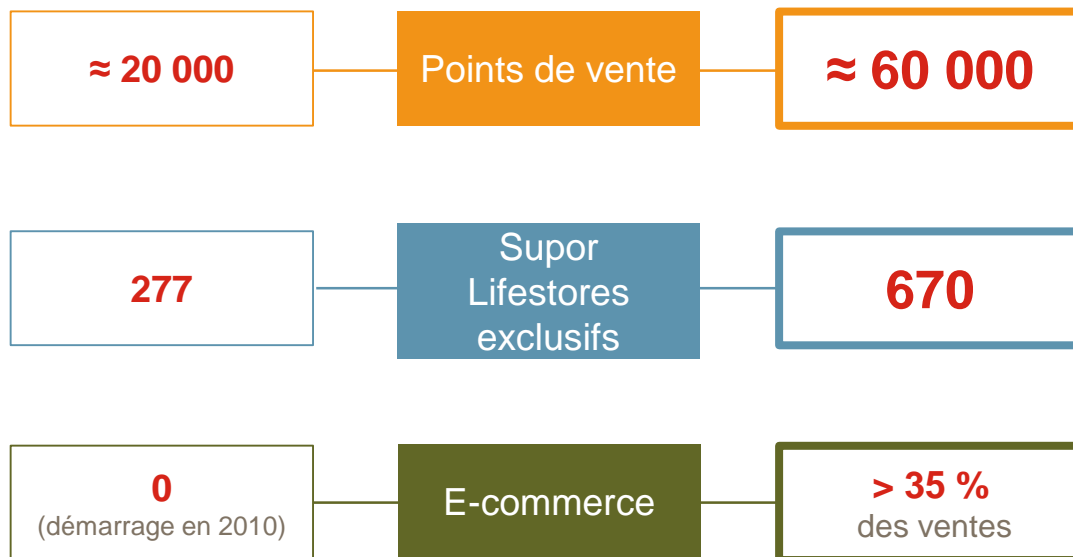 ≈ 20 000
Points de vente
≈ 60 000
277
Supor
Lifestores
exclusifs
670
0
(démarrage en 2010)
E-commerce
> 35 %
des ventes